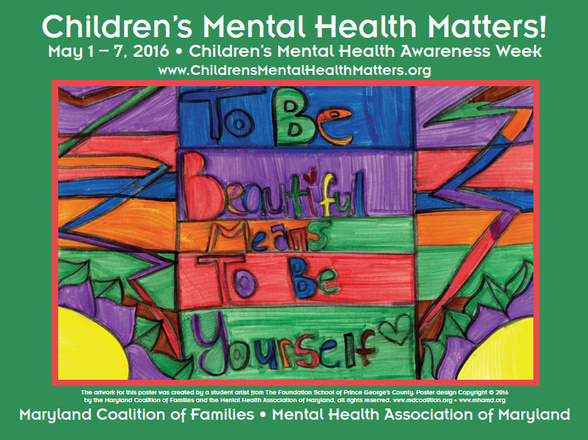 Children's Mental Health Matters!
May 1 – 7, 2016 • Children's Mental Health Awareness Week
www.ChildrensMentalHealthMatters.org
To Be
Beautiful
Means
To Be
Yourself
The artwork for this poster was created by a student artist from The Foundation School of Prince George's County. Poster design Copyright © 2016
by the Maryland Coalition of Families and the Mental Health Association of Maryland, all rights reserved. www.mdcoalition.org • www.mhamd.org
Maryland Coalition of Families • Mental Health Association of Maryland